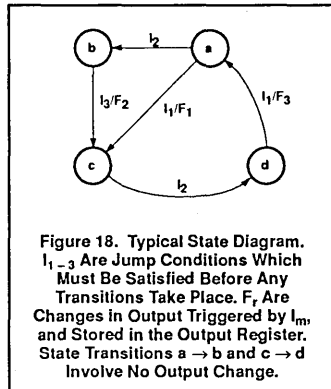 b
I2
a
I3/F2
I1/F1
I1/F3
c
d
I2
Figure 18. Typical State Diagram.
I1 – 3 Are Jump Conditions Which
Must Be Satisfied Before Any
Transitions Take Place. Fr Are
Changes in Output Triggered by Im,
and Stored in the Output Register.
State Transitions a → b and c → d
Involve No Output Change.